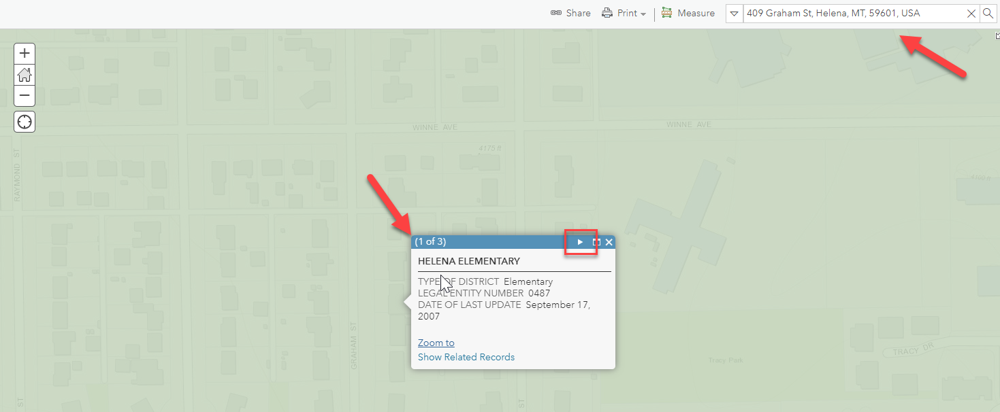 Share Print Measure 409 Graham St, Helena, MT, 59601, USA
WINNE AVE
WINNE AVE
4175 ft
RAYMOND ST
(1 of 3)
HELENA ELEMENTARY
TYPE OF DISTRICT Elementary
LEGAL ENTITY NUMBER 0487
DATE OF LAST UPDATE September 17,
2007
Zoom to
Show Related Records
GRAHAM ST
TRACY DR
Tracy Park
ST
ST